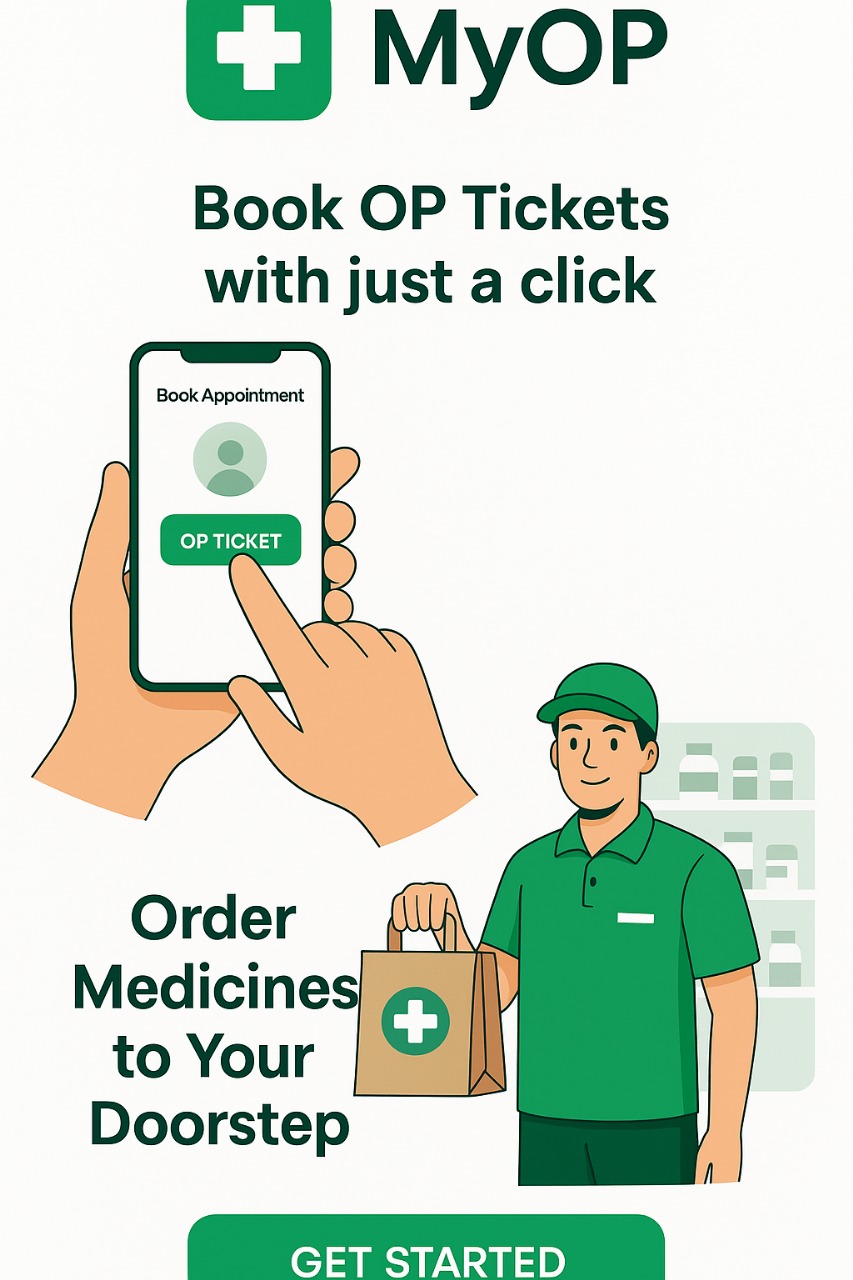 MyOP
Book OP Tickets
with just a click
Book Appointment
OP TICKET
Order
Medicines
to Your
Doorstep
GET STARTED